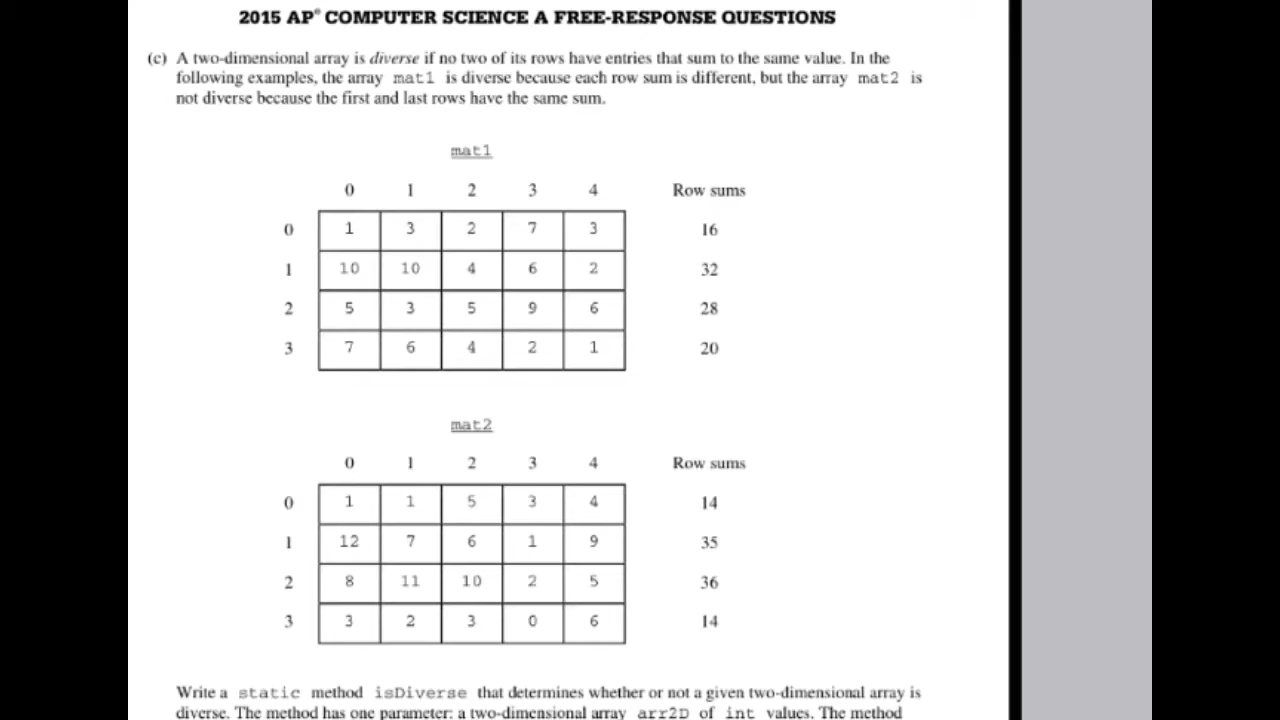 2015 AP® COMPUTER SCIENCE A FREE-RESPONSE QUESTIONS
(c) A two-dimensional array is diverse if no two of its rows have entries that sum to the same value. In the
following examples, the array mat1 is diverse because each row sum is different, but the array mat2 is
not diverse because the first and last rows have the same sum.
mat1
0 1 2 3 4 Row sums
0 1 3 2 7 3 16
1 10 10 4 6 2 32
2 5 3 5 9 6 28
3 7 6 4 2 1 20
mat2
0 1 2 3 4 Row sums
0 1 1 5 3 4 14
1 12 7 6 1 9 35
2 8 11 10 2 5 36
3 3 2 3 0 6 14
Write a static method isDiverse that determines whether or not a given two-dimensional array is
diverse. The method has one parameter: a two-dimensional array arr2D of int values. The method